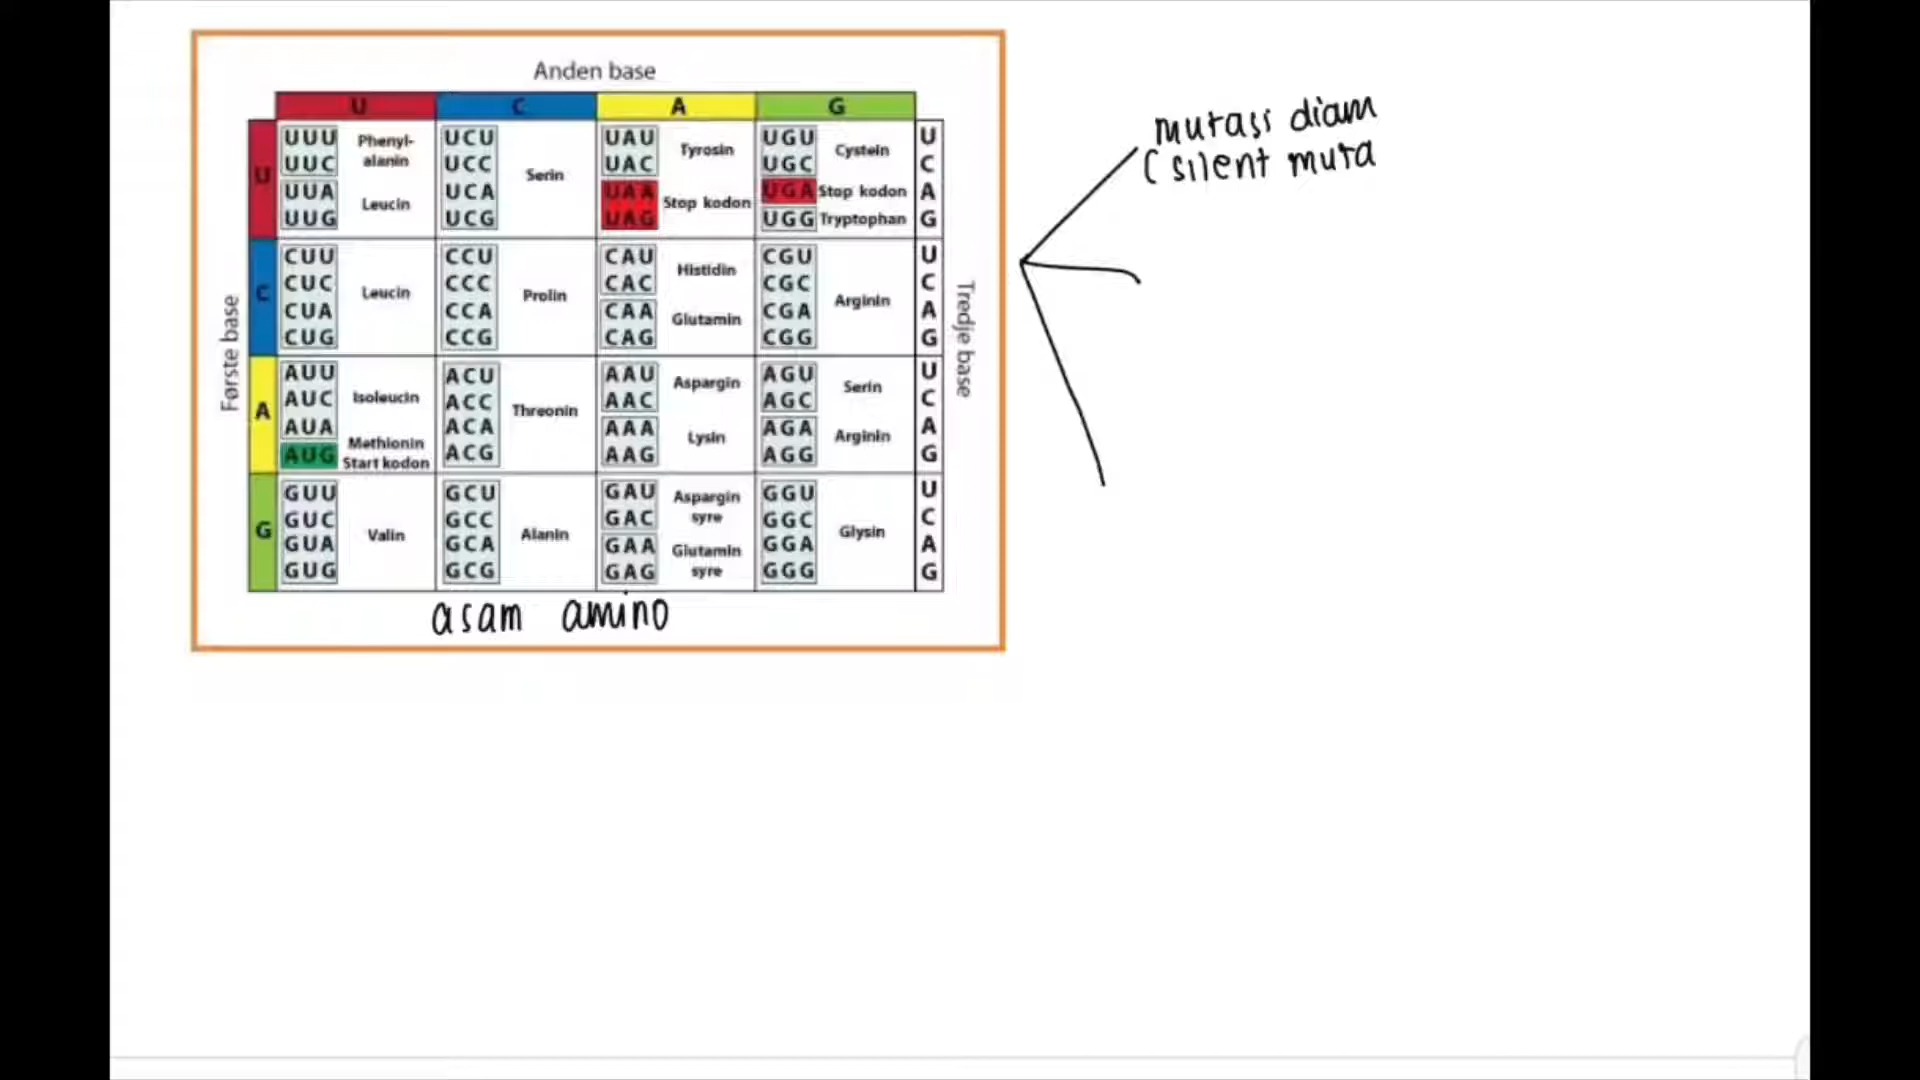 Anden base
U C A G
Første base
Tredje base
U
UUU
UUC
Phenyl-
alanin
UUA
UUG
Leucin
UCU
UCC
UCA
UCG
Serin
UAU
UAC
Tyrosin
UAA
UAG
Stop kodon
UGU
UGC
Cystein
UGA Stop kodon
UGG Tryptophan
U
C
A
G
C
CUU
CUC
CUA
CUG
Leucin
CCU
CCC
CCA
CCG
Prolin
CAU
CAC
Histidin
CAA
CAG
Glutamin
CGU
CGC
CGA
CGG
Arginin
U
C
A
G
A
AUU
AUC
AUA
Isoleucin
AUG
Methionin
Start kodon
ACU
ACC
ACA
ACG
Threonin
AAU
AAC
Aspargin
AAA
AAG
Lysin
AGU
AGC
Serin
AGA
AGG
Arginin
U
C
A
G
G
GUU
GUC
GUA
GUG
Valin
GCU
GCC
GCA
GCG
Alanin
GAU
GAC
Aspargin
syre
GAA
GAG
Glutamin
syre
GGU
GGC
GGA
GGG
Glysin
U
C
A
G
asam amino
mutasi diam
(silent muta